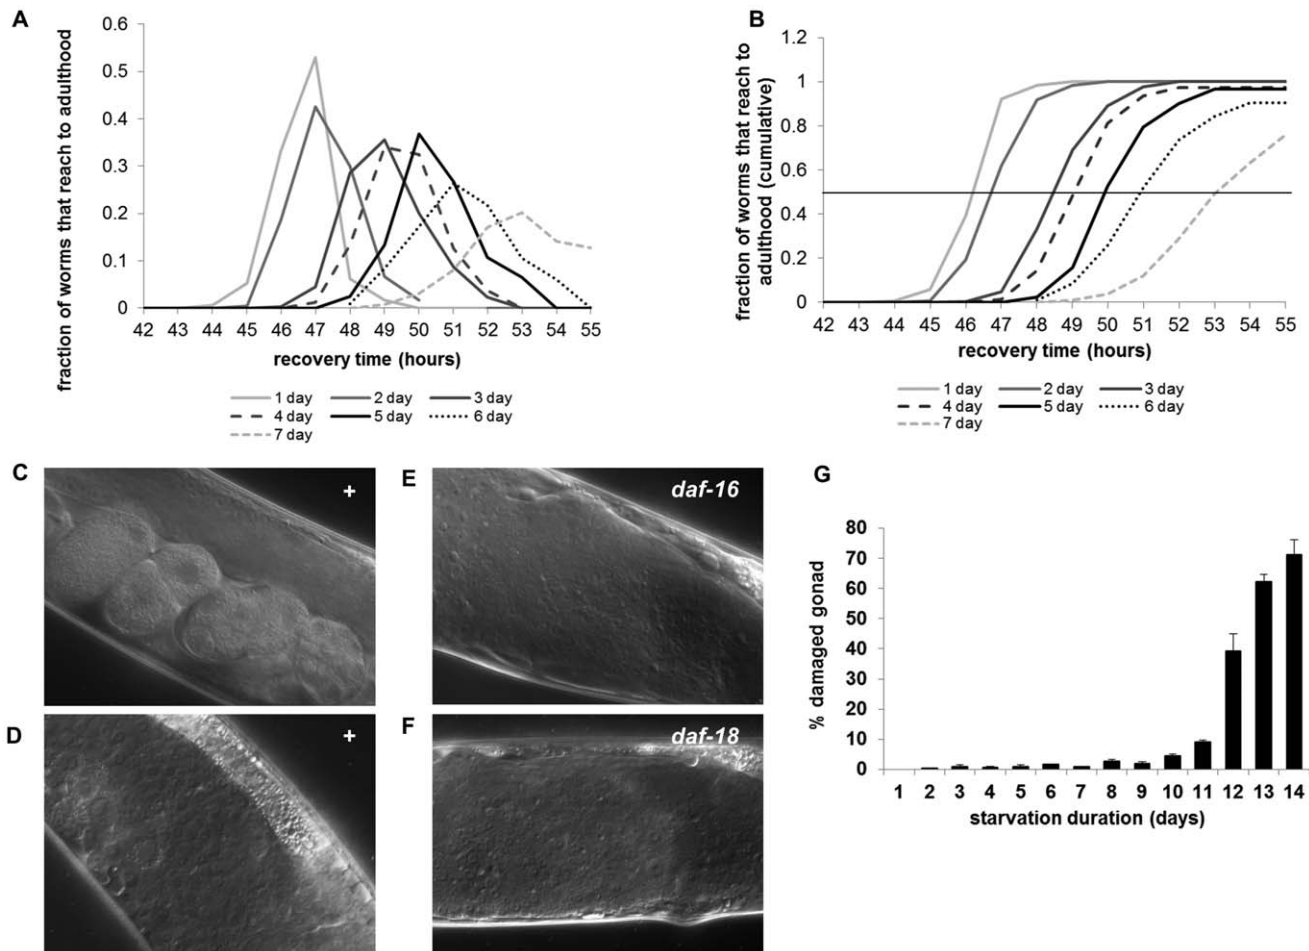 A
fraction of worms that reach to adulthood
0.6
0.5
0.4
0.3
0.2
0.1
0
42 43 44 45 46 47 48 49 50 51 52 53 54 55
recovery time (hours)
1 day 2 day 3 day
4 day 5 day 6 day
7 day
B
fraction of worms that reach to
adulthood (cumulative)
1.2
1
0.8
0.6
0.4
0.2
0
42 43 44 45 46 47 48 49 50 51 52 53 54 55
recovery time (hours)
1 day 2 day 3 day
4 day 5 day 6 day
7 day
C
+
D
+
E
daf-16
F
daf-18
G
% damaged gonad
80
70
60
50
40
30
20
10
0
1 2 3 4 5 6 7 8 9 10 11 12 13 14
starvation duration (days)